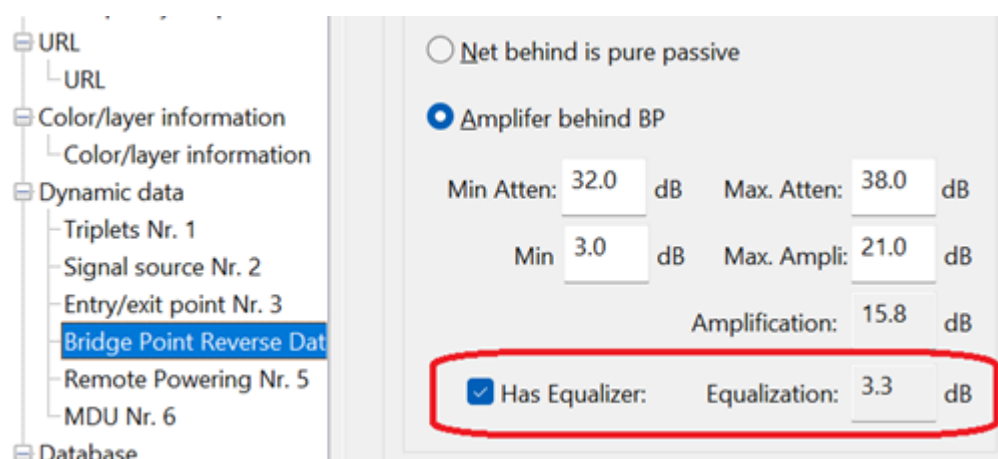 URL
URL
Color/layer information
Color/layer information
Dynamic data
Triplets Nr. 1
Signal source Nr. 2
Entry/exit point Nr. 3
Bridge Point Reverse Dat
Remote Powering Nr. 5
MDU Nr. 6
Database
Net behind is pure passive
Amplifer behind BP
Min Atten: 32.0 dB Max. Atten: 38.0 dB
Min 3.0 dB Max. Ampli: 21.0 dB
Amplification: 15.8 dB
Has Equalizer: Equalization: 3.3 dB